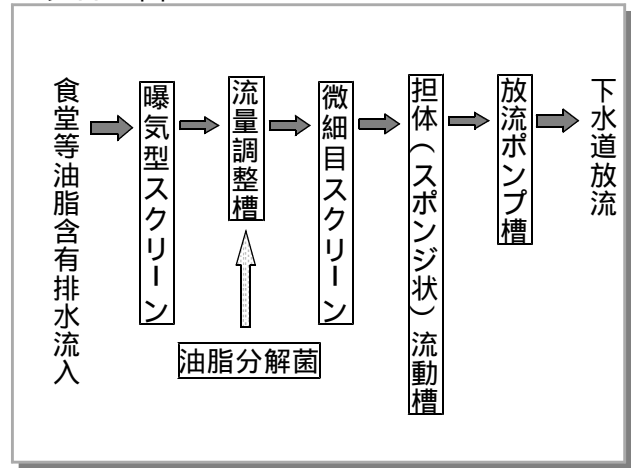 食堂等油脂含有排水流入
曝気型スクリーン
流量調整槽
微細目スクリーン
担体(スポンジ状)流動槽
放流ポンプ槽
下水道放流
油脂分解菌